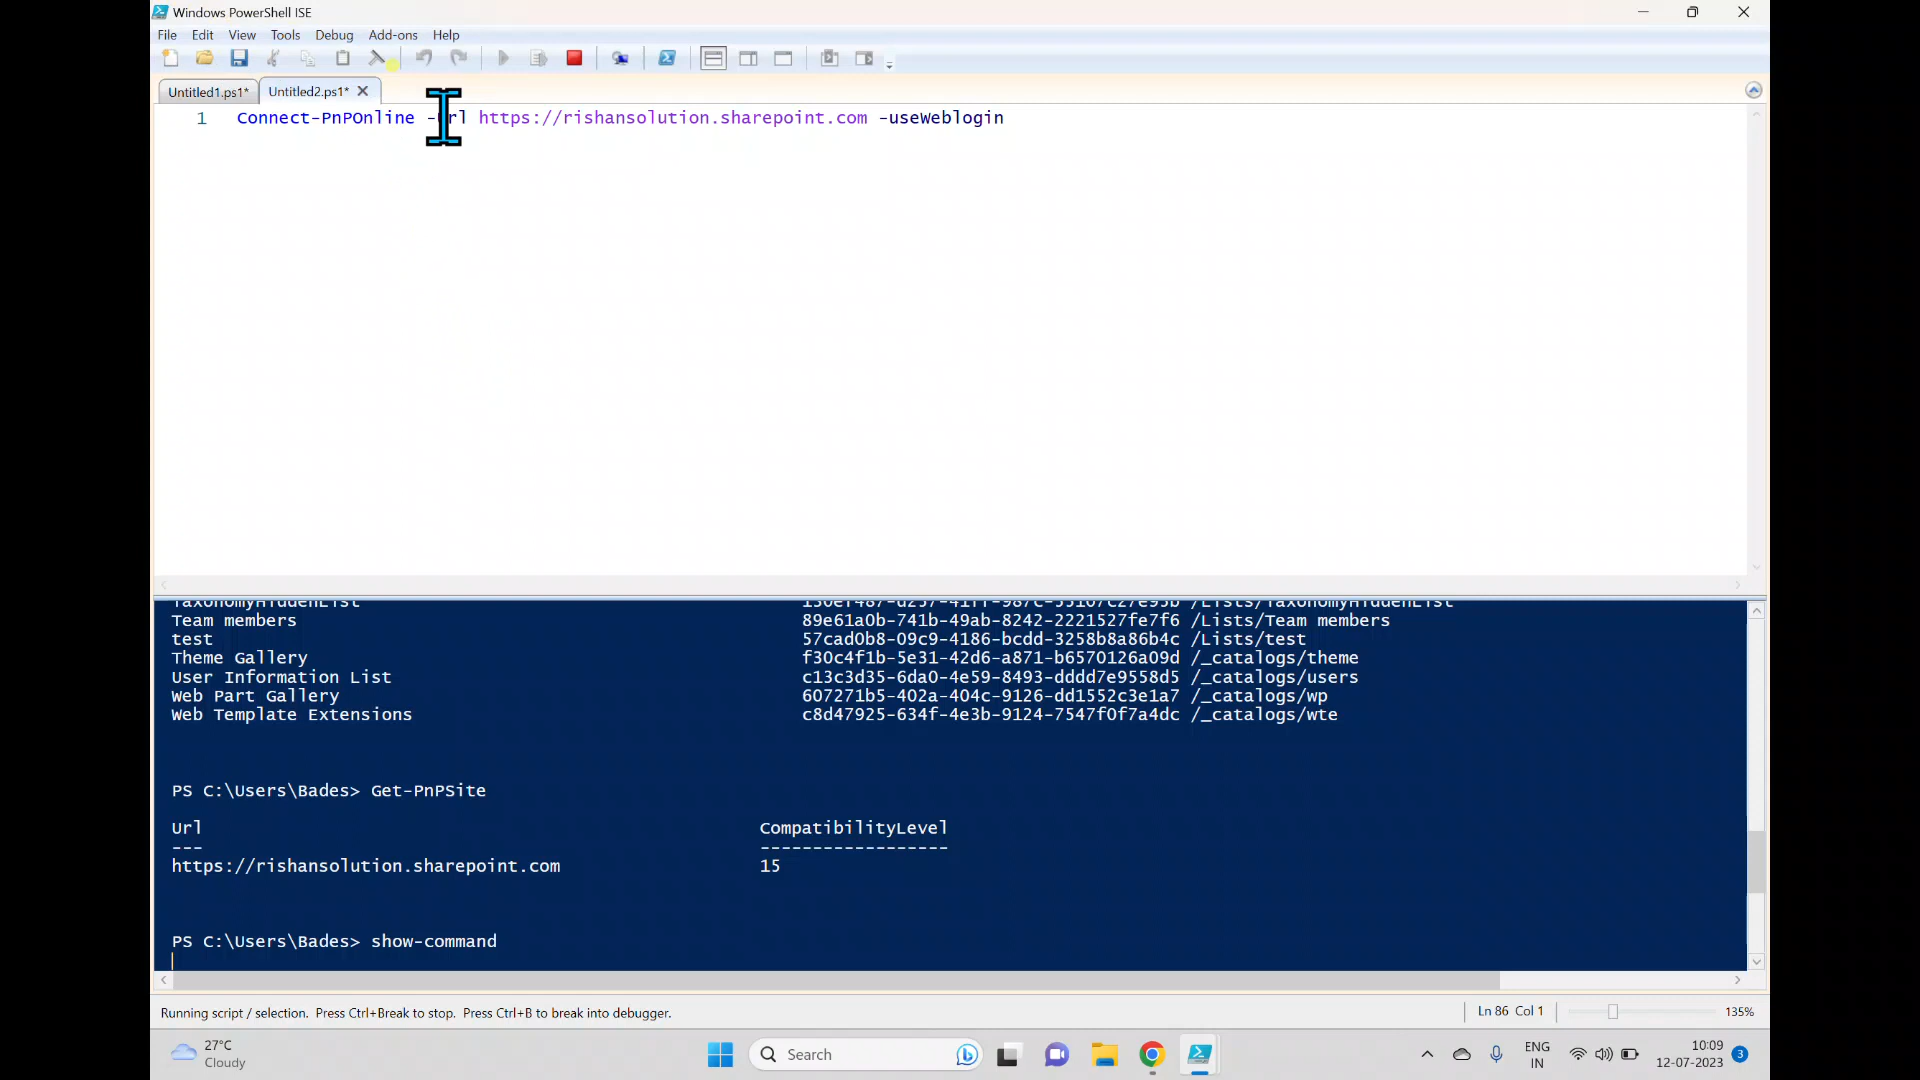 Windows PowerShell ISE
File Edit View Tools Debug Add-ons Help
Untitled1.ps1* Untitled2.ps1*
1 Connect-PnPOnline -Url https://rishansolution.sharepoint.com -useWeblogin
TaxonomyHiddenList /Lists/TaxonomyHiddenList
Team members 89e61a0b-741b-49ab-8242-2221527fe7f6 /Lists/Team members
test 57cad0b8-09c9-4186-bcdd-3258b8a86b4c /Lists/test
Theme Gallery f30c4f1b-5e31-42d6-a871-b6570126a09d /_catalogs/theme
User Information List c13c3d35-6da0-4e59-8493-dddd7e9558d5 /_catalogs/users
Web Part Gallery 607271b5-402a-404c-9126-dd1552c3e1a7 /_catalogs/wp
Web Template Extensions c8d47925-634f-4e3b-9124-7547f0f7a4dc /_catalogs/wte
PS C:\Users\Bades> Get-PnPSite
Url CompatibilityLevel
--- ------------------
https://rishansolution.sharepoint.com 15
PS C:\Users\Bades> show-command
Running script / selection. Press Ctrl+Break to stop. Press Ctrl+B to break into debugger.
Ln 86 Col 1 135%
27°C
Cloudy
Search
ENG
IN
10:09
12-07-2023
3